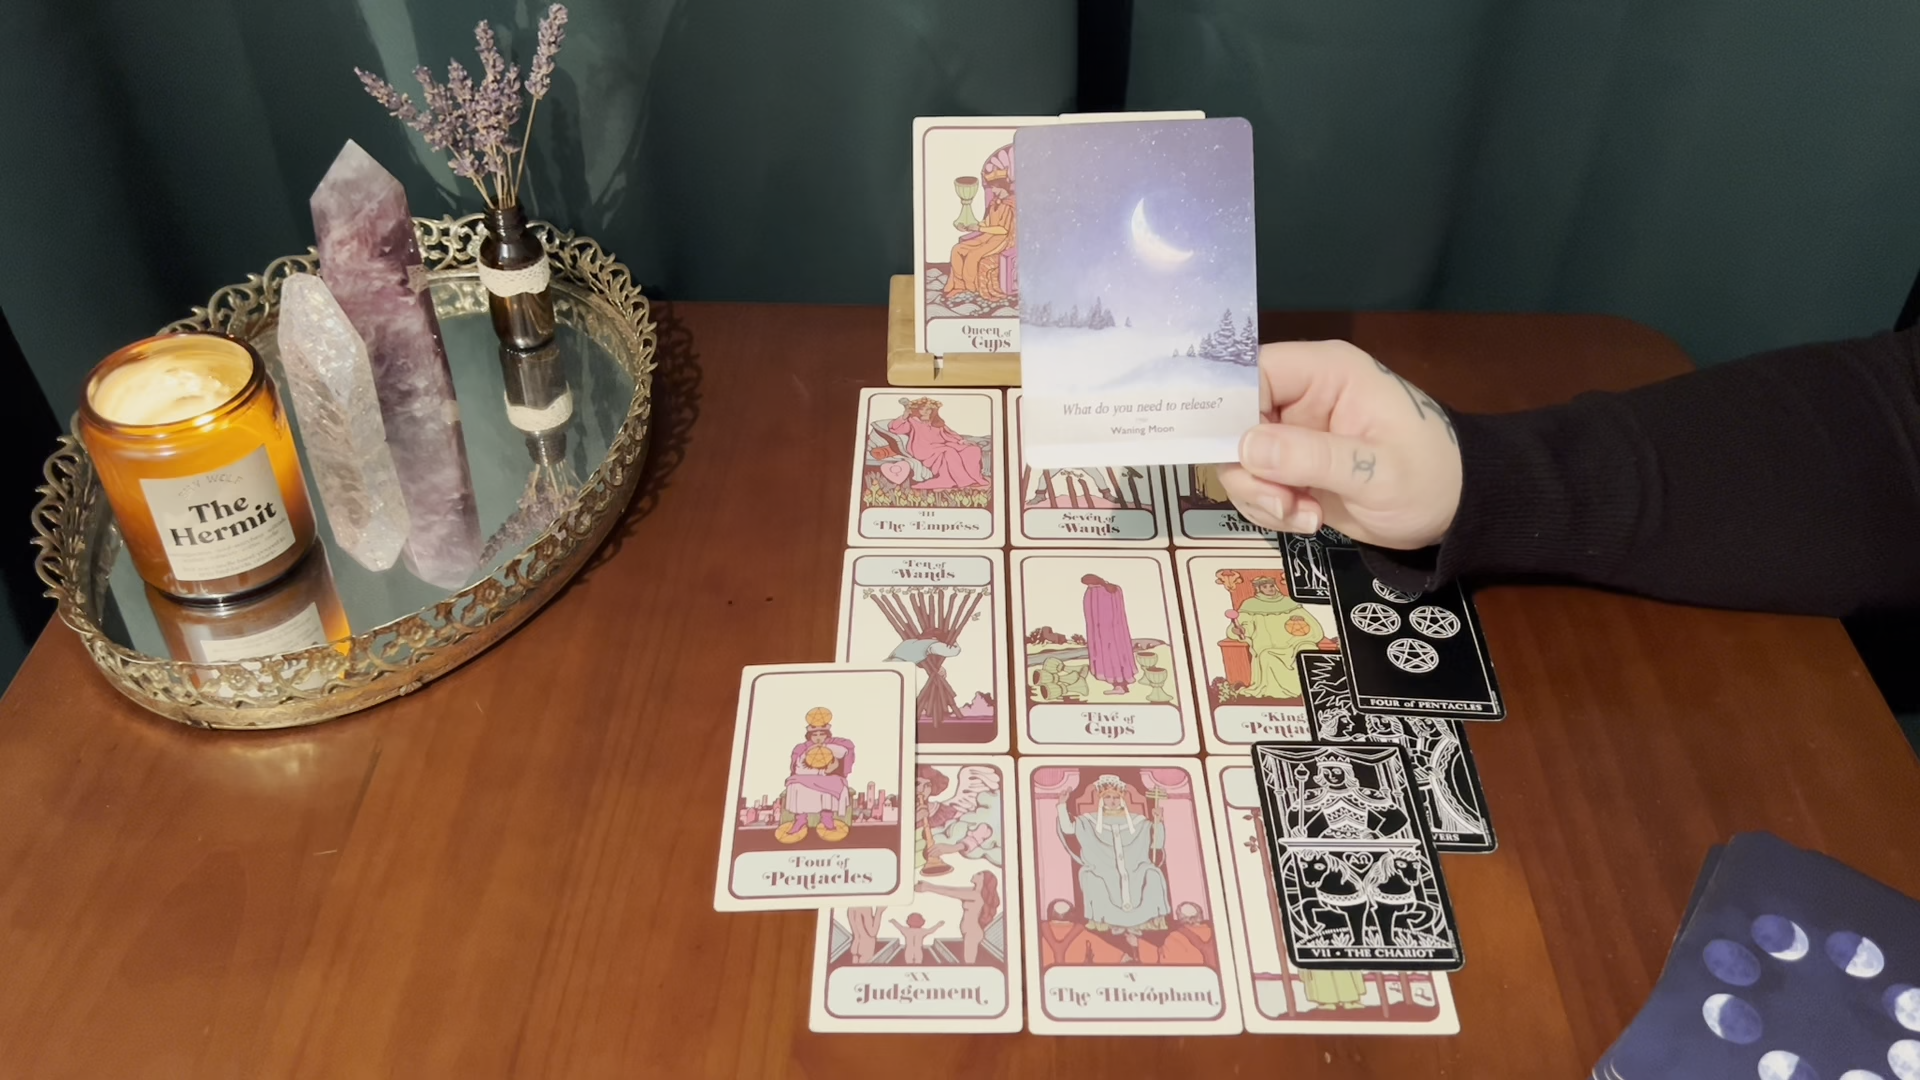 Queen of
Cups
What do you need to release?
Waning Moon
The
Hermit
III
The Empress
Seven of
Wands
Ten of
Wands
Five of
Cups
King
FOUR of PENTACLES
Four of
Pentacles
XX
Judgement
V
The Hierophant
VII • THE CHARIOT